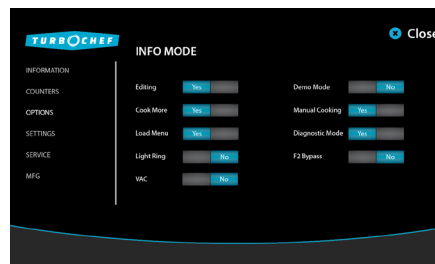 TURBOCHEF
Close
INFO MODE
INFORMATION
COUNTERS
OPTIONS
SETTINGS
SERVICE
MFG
Editing Yes
Cook More Yes
Load Menu Yes
Light Ring No
VAC No
Demo Mode No
Manual Cooking Yes
Diagnostic Mode Yes
F2 Bypass No